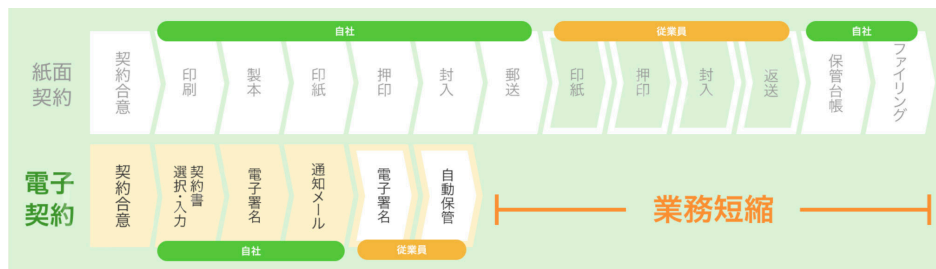 自社
従業員
自社
紙面
契約
契約合意
印刷
製本
印紙
押印
封入
郵送
印紙
押印
封入
返送
保管台帳
ファイリング
電子
契約
契約合意
契約書
選択・入力
電子署名
通知メール
電子署名
自動保管
業務短縮
自社
従業員